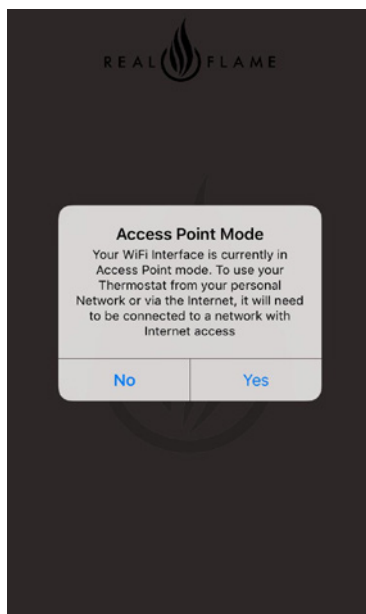 REAL FLAME
Access Point Mode
Your WiFi Interface is currently in
Access Point mode. To use your
Thermostat from your personal
Network or via the Internet, it will need
to be connected to a network with
Internet access
No Yes